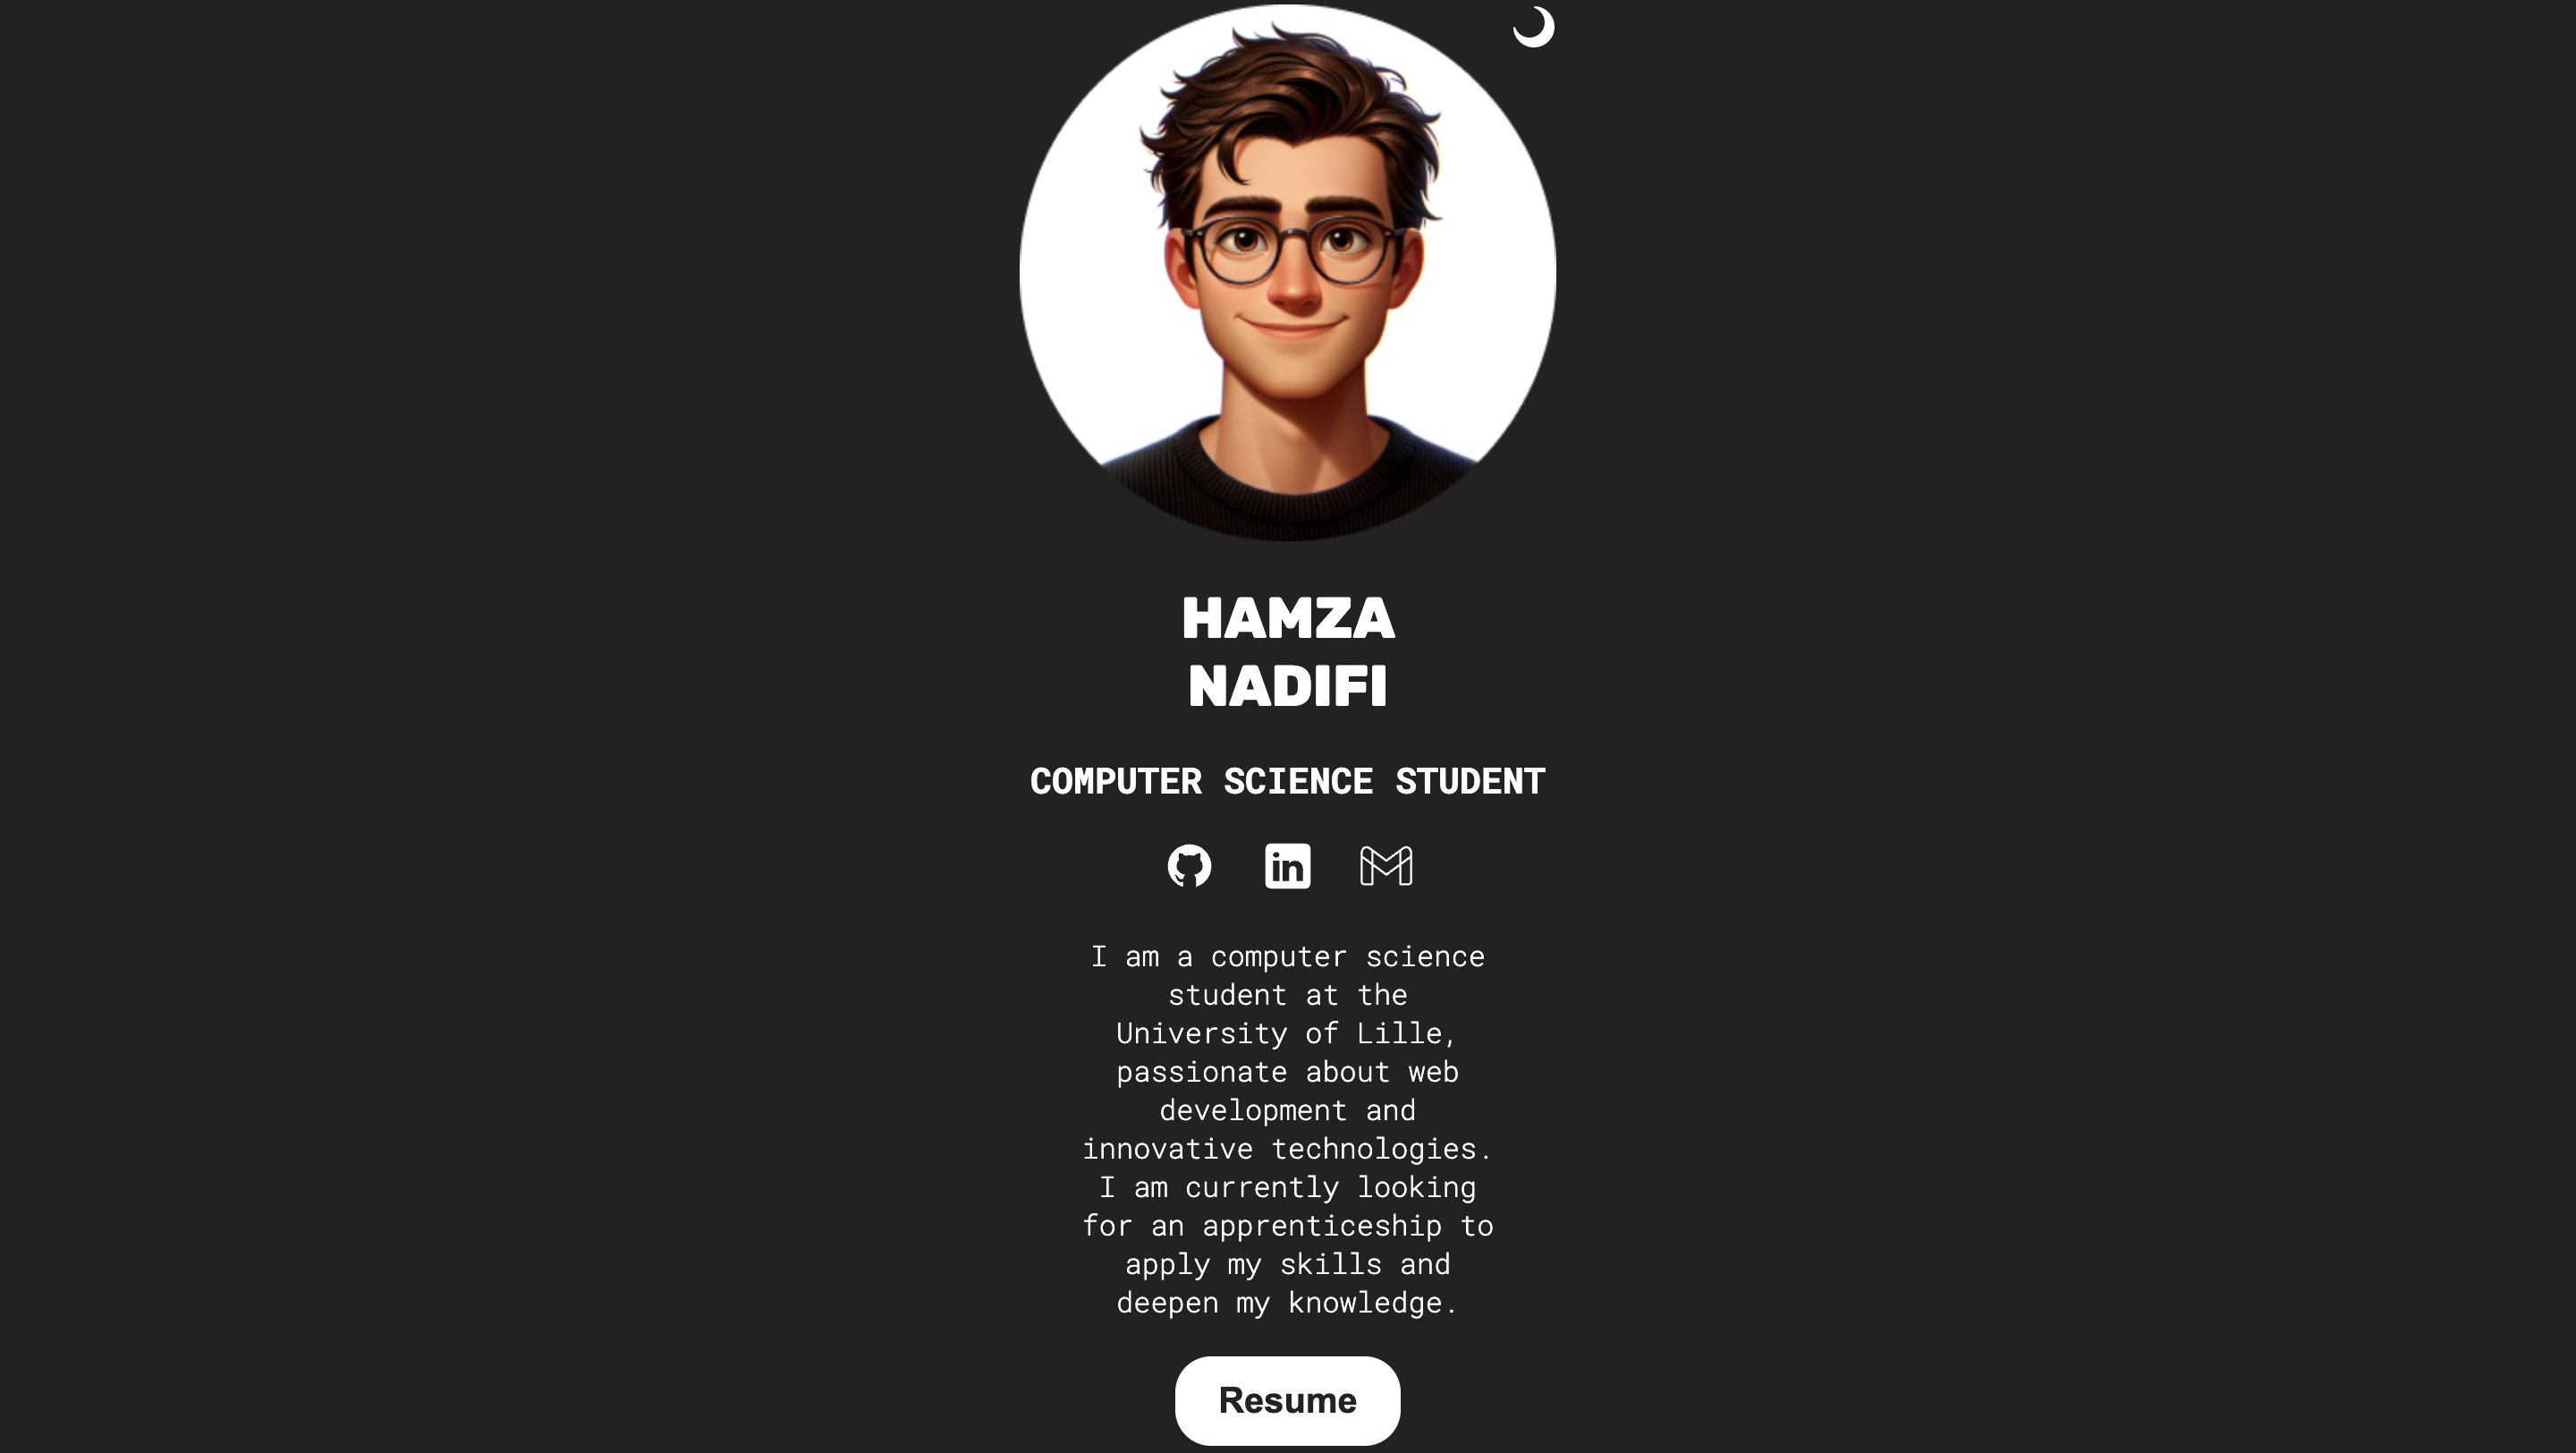 HAMZA
NADIFI
COMPUTER SCIENCE STUDENT
in
I am a computer science
student at the
University of Lille,
passionate about web
development and
innovative technologies.
I am currently looking
for an apprenticeship to
apply my skills and
deepen my knowledge.
Resume